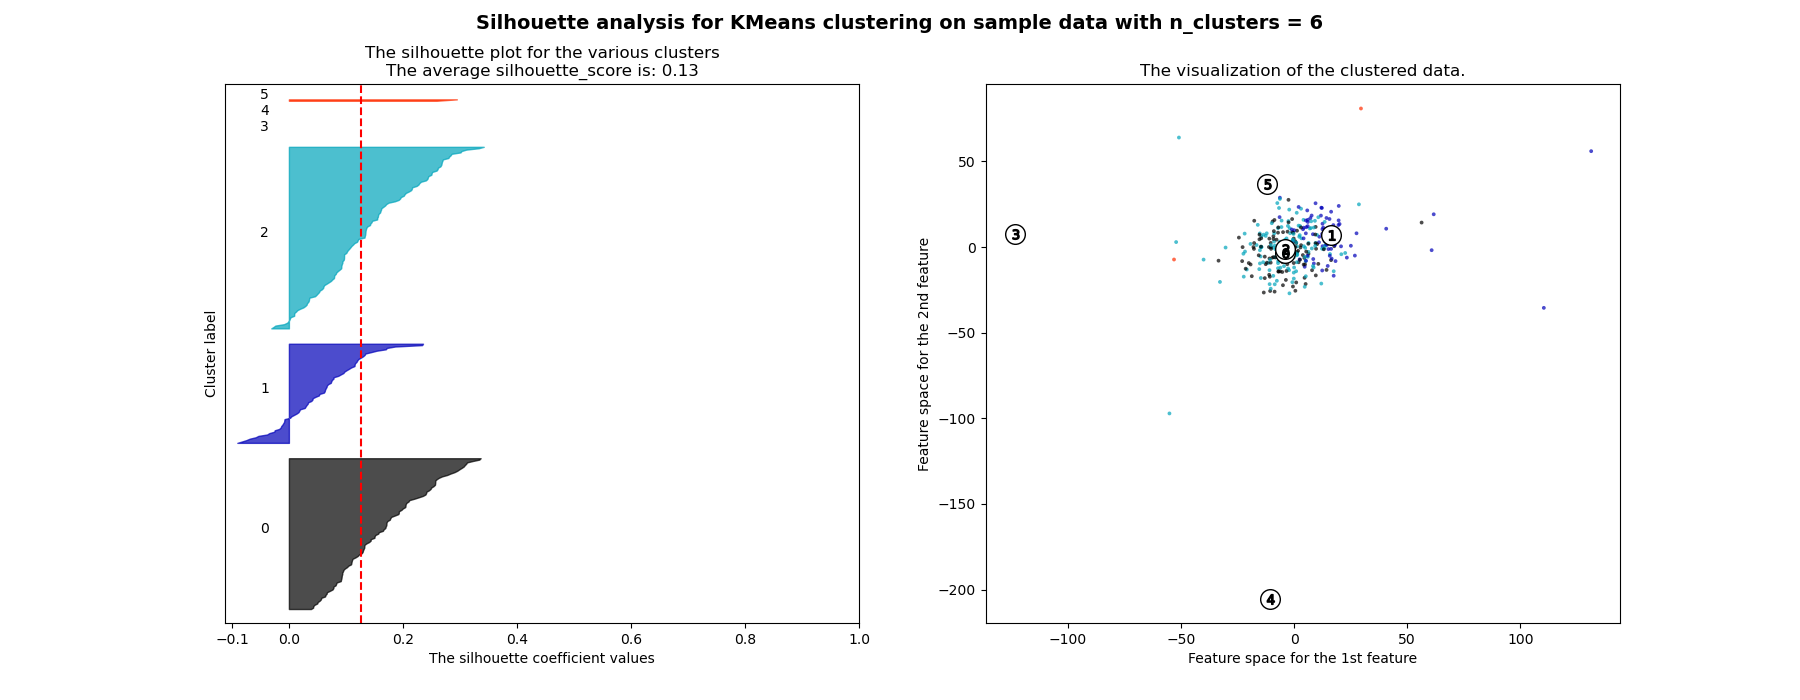 Silhouette analysis for KMeans clustering on sample data with n_clusters = 6
The silhouette plot for the various clusters
The average silhouette_score is: 0.13
5
4
3
2
1
0
Cluster label
−0.1 0.0 0.2 0.4 0.6 0.8 1.0
The silhouette coefficient values
The visualization of the clustered data.
50
0
−50
−100
−150
−200
Feature space for the 2nd feature
5
3
1
4
−100 −50 0 50 100
Feature space for the 1st feature